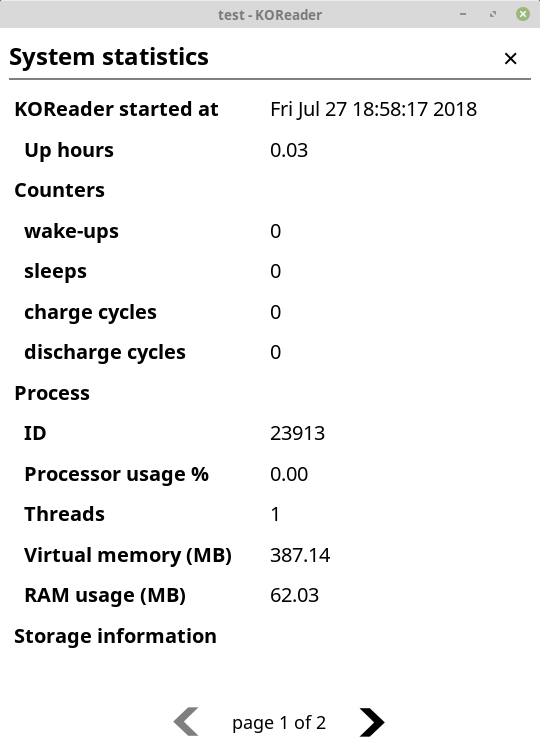 test - KOReader
System statistics
KOReader started at Fri Jul 27 18:58:17 2018
Up hours 0.03
Counters
wake-ups 0
sleeps 0
charge cycles 0
discharge cycles 0
Process
ID 23913
Processor usage % 0.00
Threads 1
Virtual memory (MB) 387.14
RAM usage (MB) 62.03
Storage information
page 1 of 2